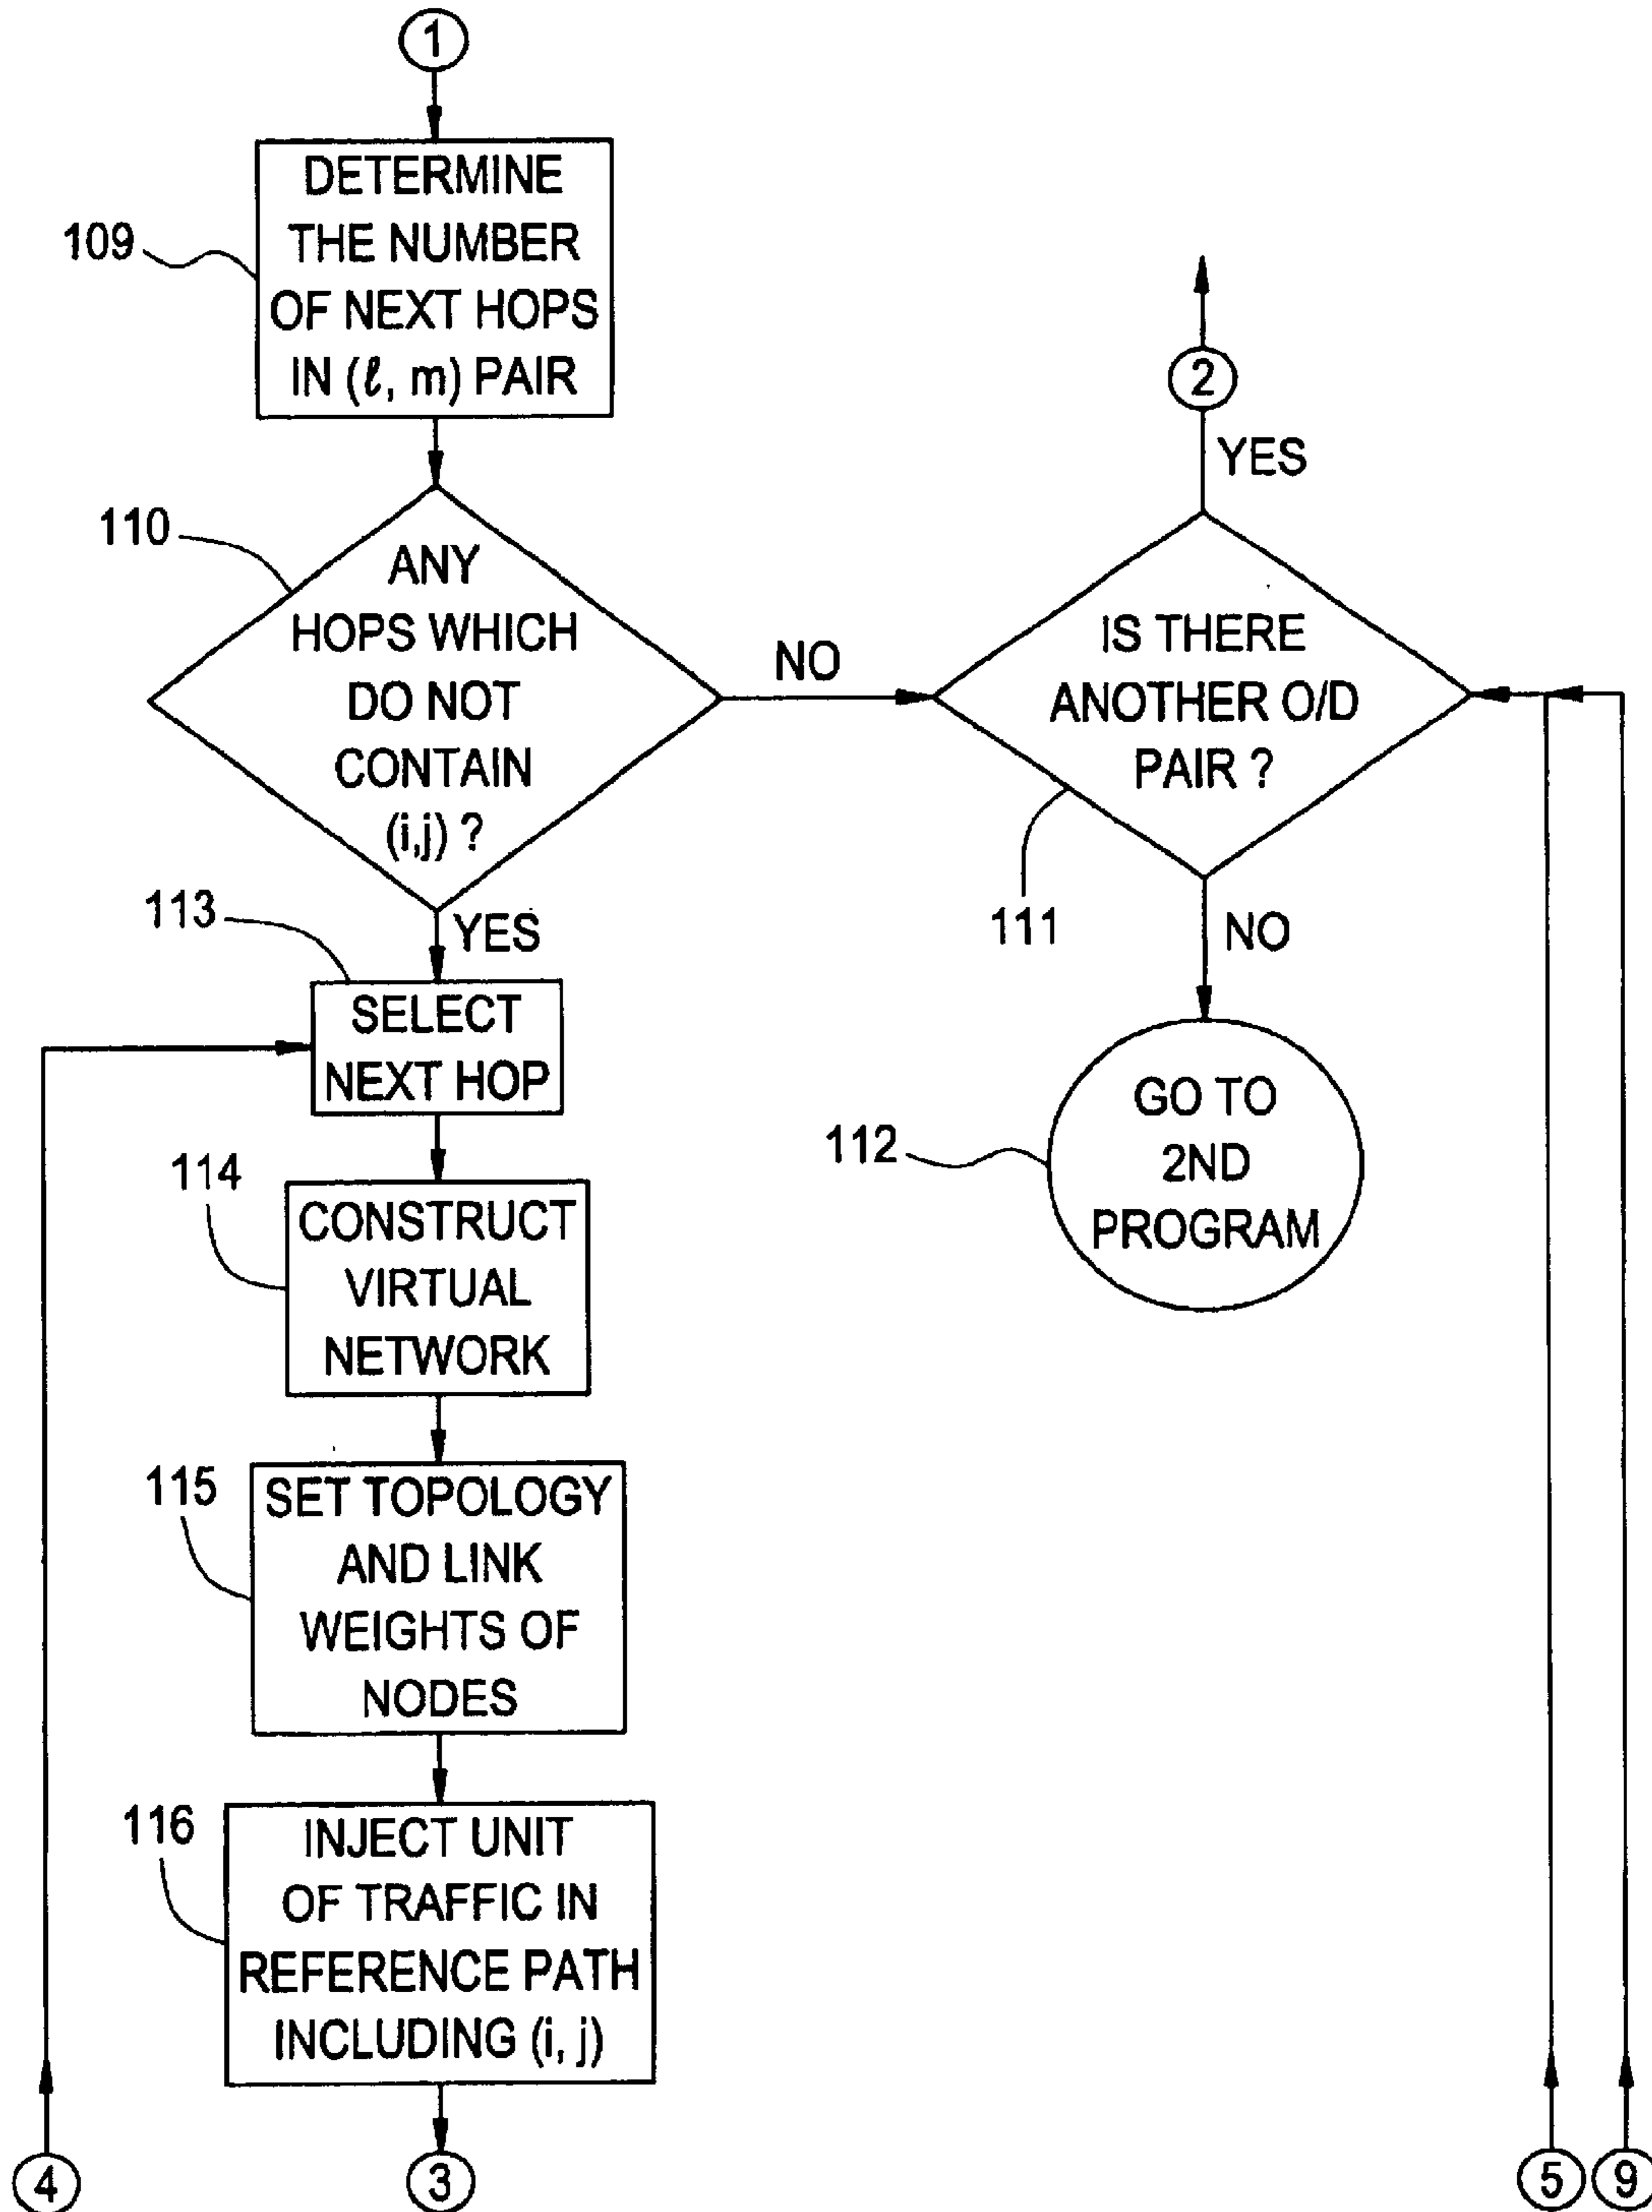 1
DETERMINE
THE NUMBER
OF NEXT HOPS
IN (ℓ, m) PAIR
109
110
ANY
HOPS WHICH
DO NOT
CONTAIN
(i,j) ?
NO
YES
2
YES
IS THERE
ANOTHER O/D
PAIR ?
111
NO
112
GO TO
2ND
PROGRAM
113
SELECT
NEXT HOP
114
CONSTRUCT
VIRTUAL
NETWORK
115
SET TOPOLOGY
AND LINK
WEIGHTS OF
NODES
116
INJECT UNIT
OF TRAFFIC IN
REFERENCE PATH
INCLUDING (i, j)
4
3
5
9